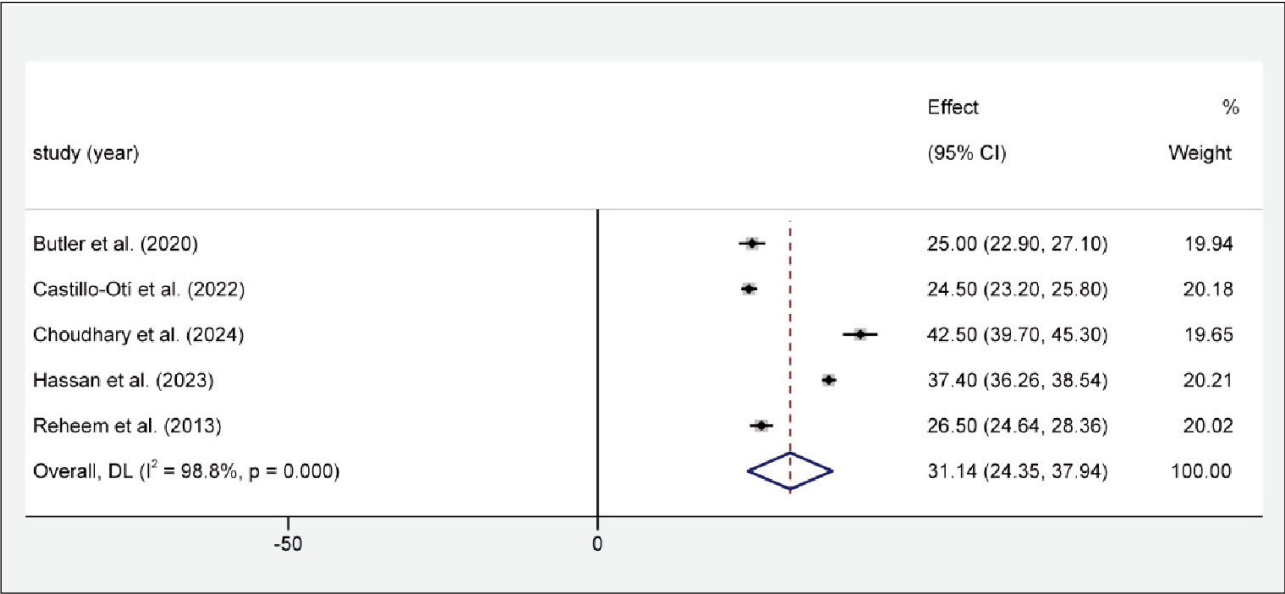 Effect %
study (year) (95% CI) Weight
Butler et al. (2020) 25.00 (22.90, 27.10) 19.94
Castillo-Otí et al. (2022) 24.50 (23.20, 25.80) 20.18
Choudhary et al. (2024) 42.50 (39.70, 45.30) 19.65
Hassan et al. (2023) 37.40 (36.26, 38.54) 20.21
Reheem et al. (2013) 26.50 (24.64, 28.36) 20.02
Overall, DL (I² = 98.8%, p = 0.000) 31.14 (24.35, 37.94) 100.00
-50 0